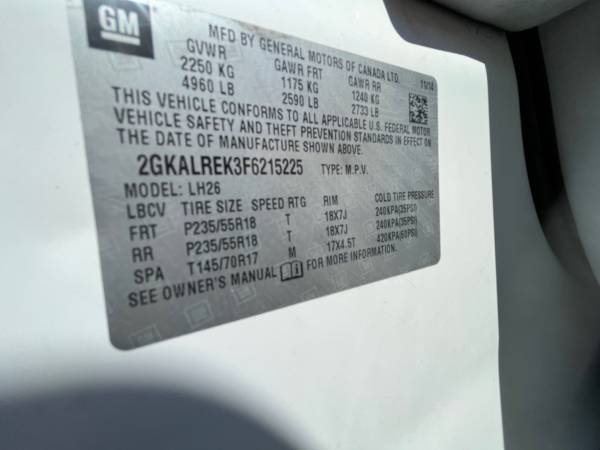 GM
MFD BY GENERAL MOTORS OF CANADA LTD.
GVWR GAWR FRT GAWR RR 11/14
2250 KG 1175 KG 1240 KG
4960 LB 2590 LB 2733 LB
THIS VEHICLE CONFORMS TO ALL APPLICABLE U.S. FEDERAL MOTOR
VEHICLE SAFETY AND THEFT PREVENTION STANDARDS IN EFFECT ON
THE DATE OF MANUFACTURE SHOWN ABOVE.
2GKALREK3F6215225 TYPE: M.P.V.
MODEL: LH26
LBCV TIRE SIZE SPEED RTG RIM COLD TIRE PRESSURE
FRT P235/55R18 T 18X7J 240KPA(35PSI)
RR P235/55R18 T 18X7J 240KPA(35PSI)
SPA T145/70R17 M 17X4.5T 420KPA(60PSI)
SEE OWNER'S MANUAL FOR MORE INFORMATION.